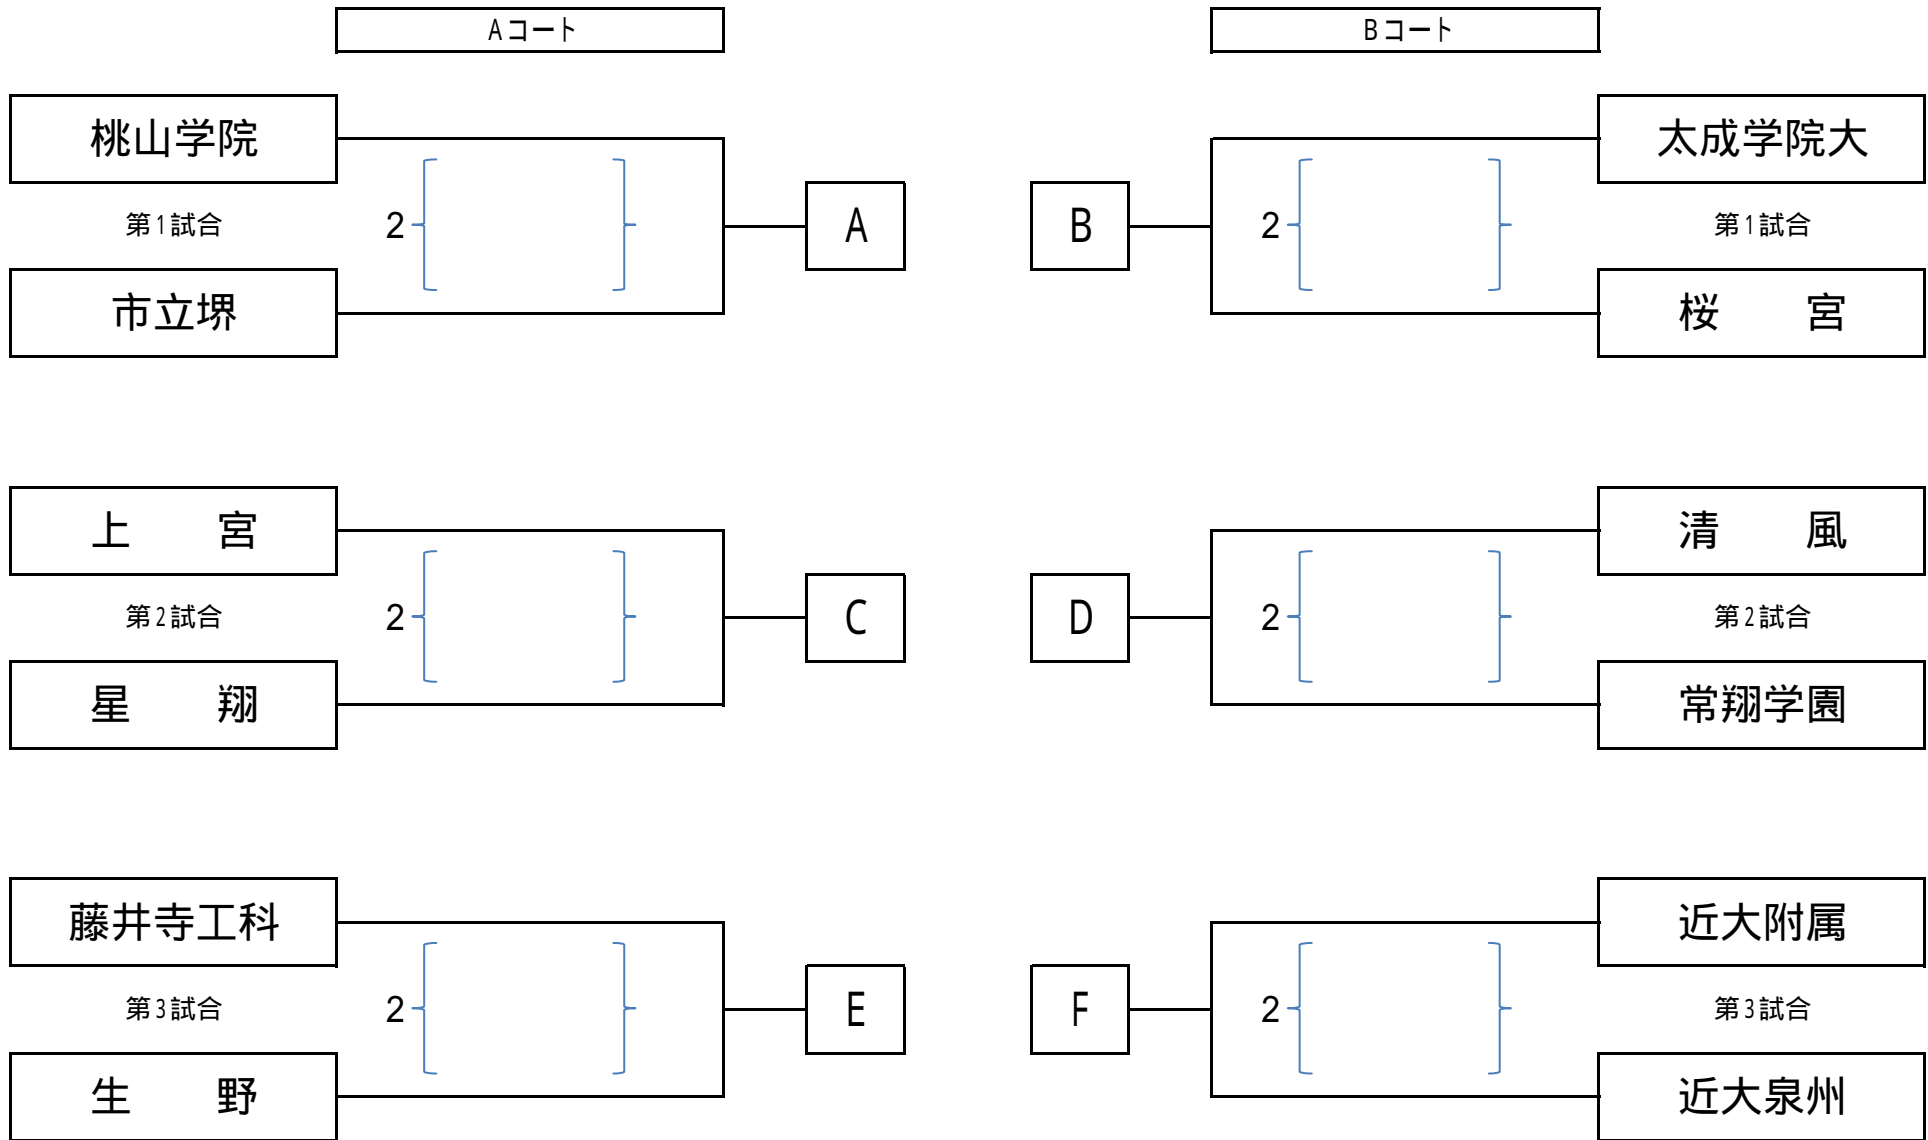 Aコート
Bコート
桃山学院
太成学院大
第1試合
2
A
B
2
第1試合
市立堺
桜　　宮
上　　宮
清　　風
第2試合
2
C
D
2
第2試合
星　　翔
常翔学園
藤井寺工科
近大附属
第3試合
2
E
F
2
第3試合
生　　野
近大泉州